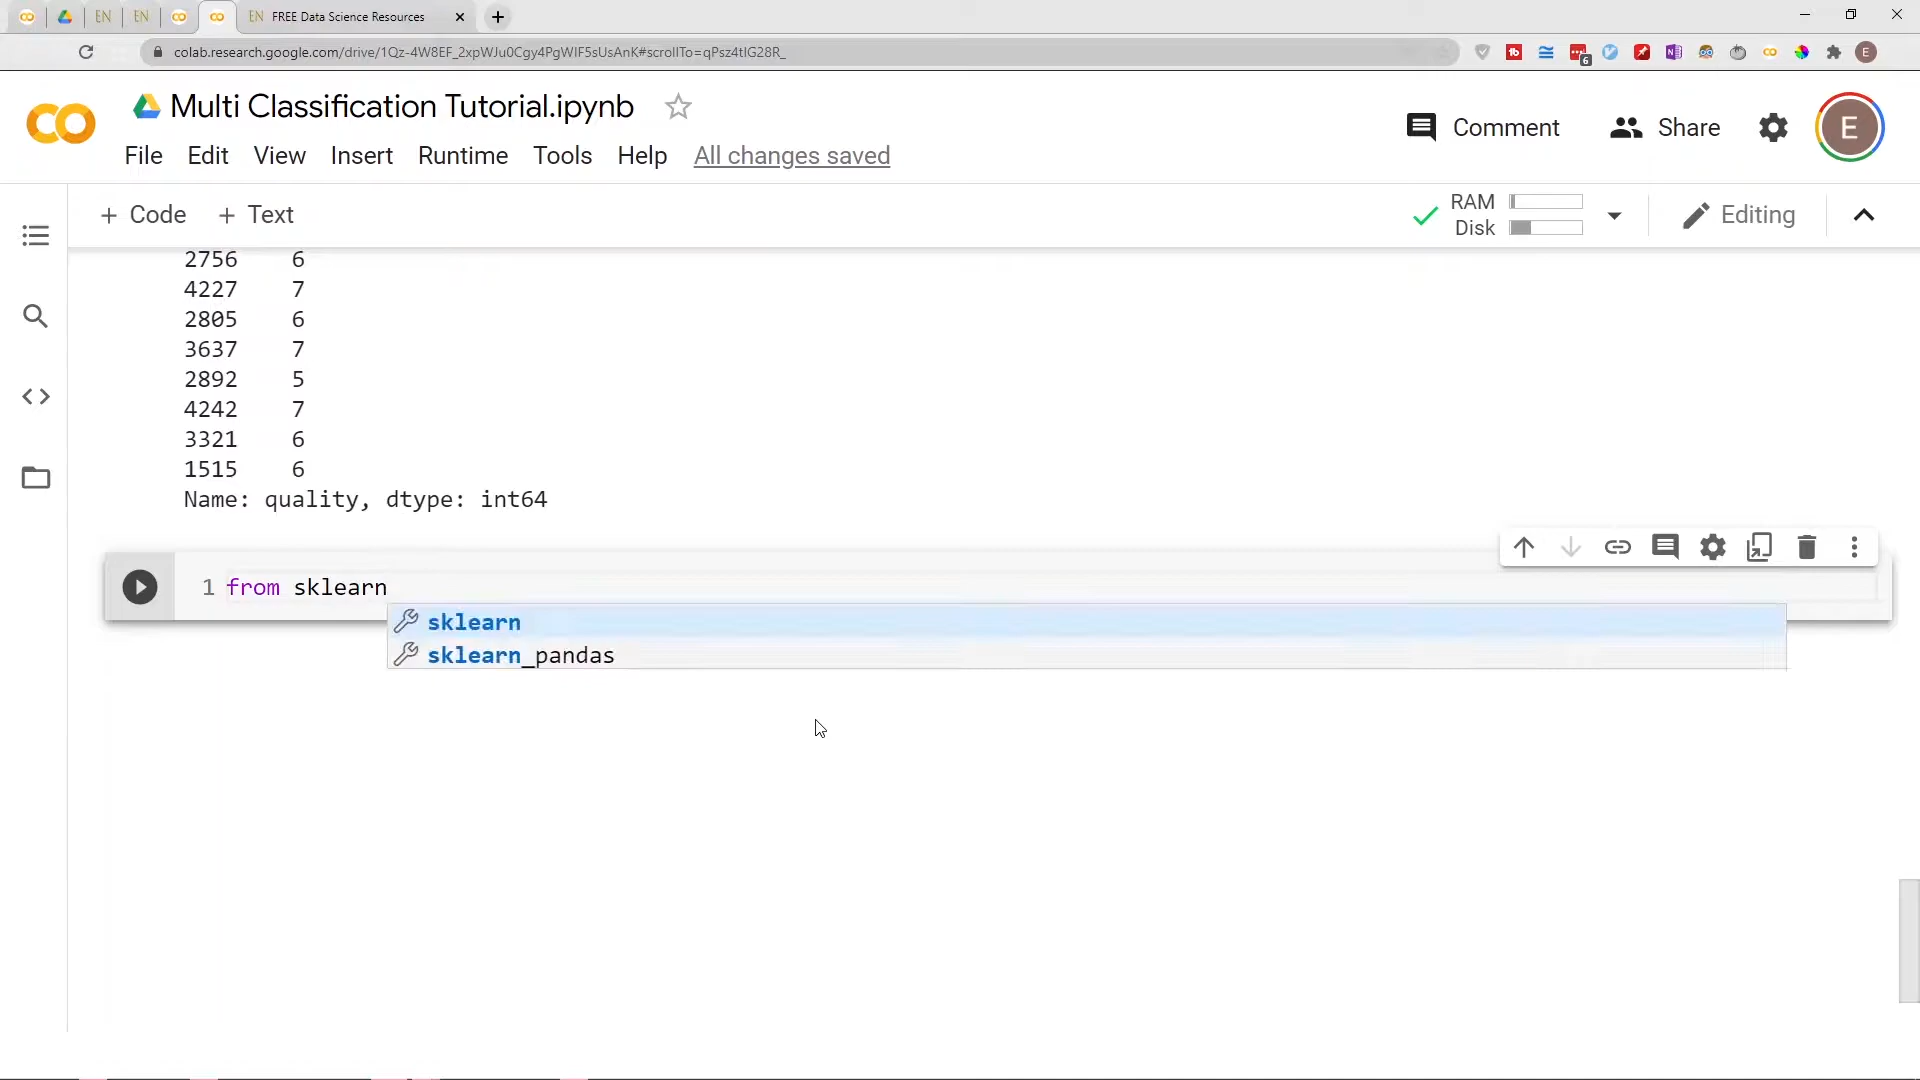 EN EN EN FREE Data Science Resources
colab.research.google.com/drive/1Qz-4W8EF_2xpWJu0Cgy4PgWIF5sUsAnK#scrollTo=qPsz4tIG28R_
6
E
Multi Classification Tutorial.ipynb
Comment Share E
File Edit View Insert Runtime Tools Help All changes saved
+ Code + Text
RAM
Disk
Editing
2756 6
4227 7
2805 6
3637 7
2892 5
4242 7
3321 6
1515 6
Name: quality, dtype: int64
1 from sklearn
sklearn
sklearn_pandas